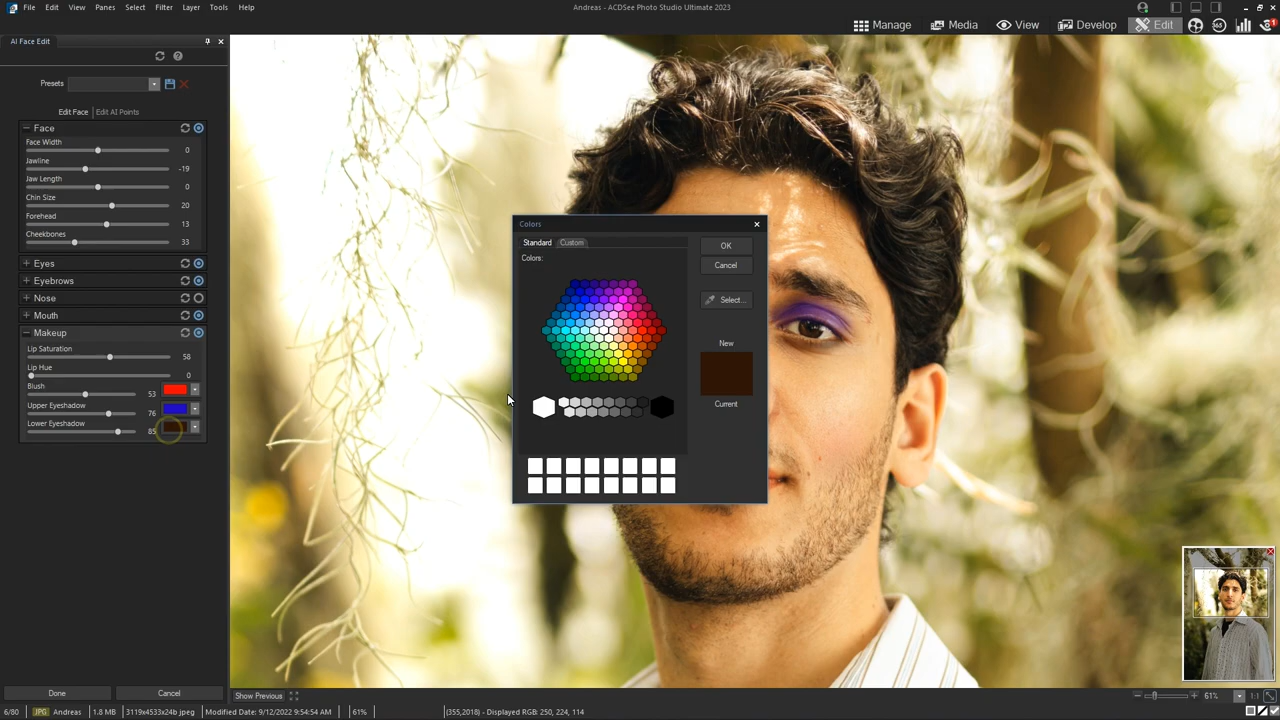 File Edit Panes Select Filter Layer Tools Help
Andreas - ACDSee Photo Studio Ultimate 2023
Manage Media View Develop Edit 365 1
AI Face Edit
Presets
Edit Face | Edit AI Points
Face
Face Width
0
Jawline
-19
Jaw Length
0
Chin Size
20
Forehead
13
Cheekbones
33
Eyes
Eyebrows
Nose
Mouth
Makeup
Lip Saturation
58
Lip Hue
0
Blush
53
Upper Eyeshadow
76
Lower Eyeshadow
85
Done Cancel
Colors
Standard Custom
Colors:
OK
Cancel
Select...
New
Current
Show Previous
61% 1:1
6/80 JPG Andreas 1.8 MB 3119x4533x24b jpeg Modified Date: 9/12/2022 9:54:54 AM 61% (355,2018) - Displayed RGB: 250, 224, 114